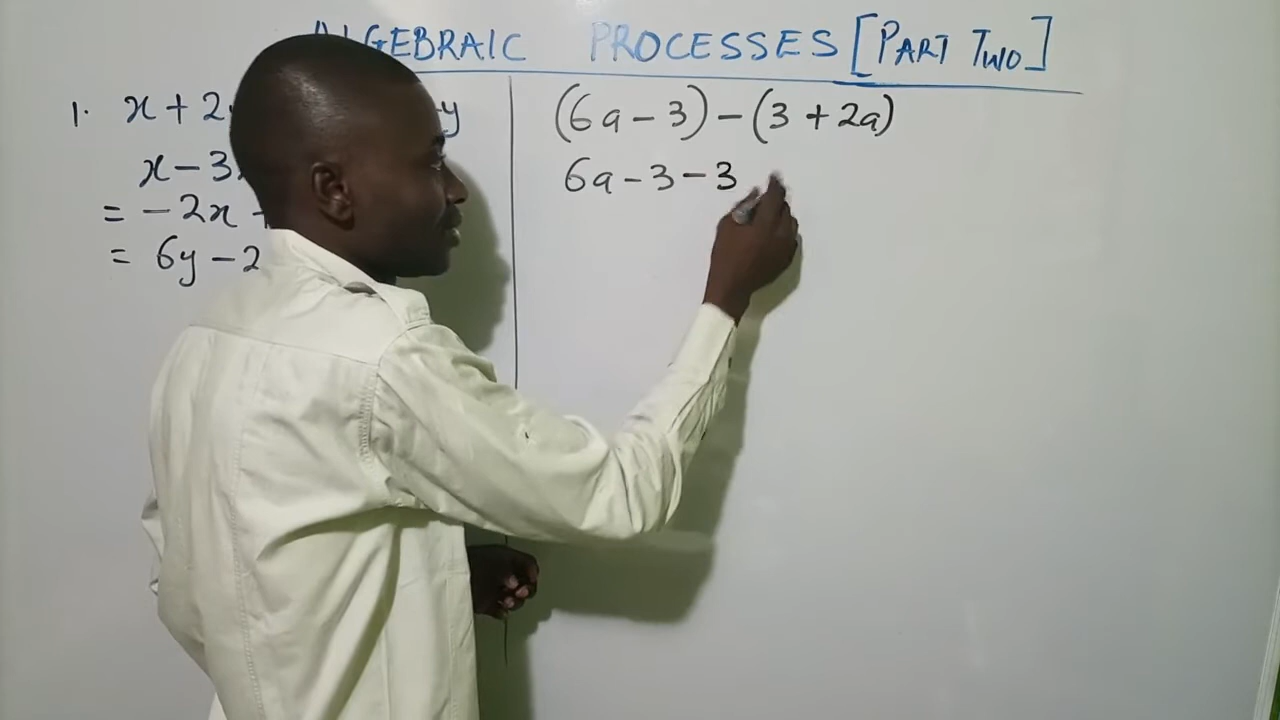 ALGEBRAIC PROCESSES [PART TWO]
1. x + 2 y
x - 3
= -2x +
= 6y - 2
(6a - 3) - (3 + 2a)
6a - 3 - 3